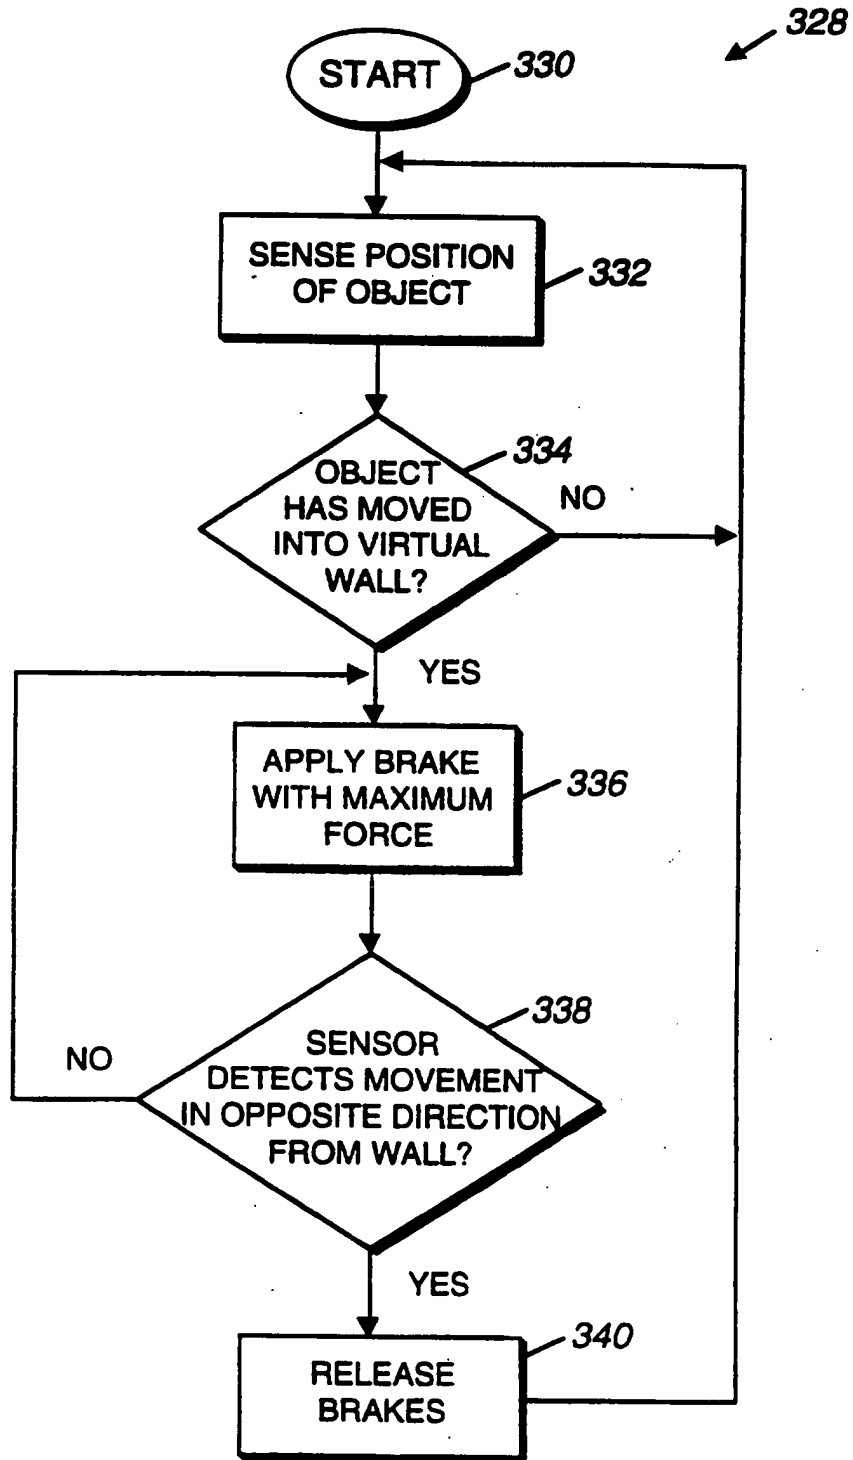 328
START
330
SENSE POSITION
OF OBJECT
332
334
OBJECT
HAS MOVED
INTO VIRTUAL
WALL?
NO
YES
APPLY BRAKE
WITH MAXIMUM
FORCE
336
338
SENSOR
DETECTS MOVEMENT
IN OPPOSITE DIRECTION
FROM WALL?
NO
YES
340
RELEASE
BRAKES